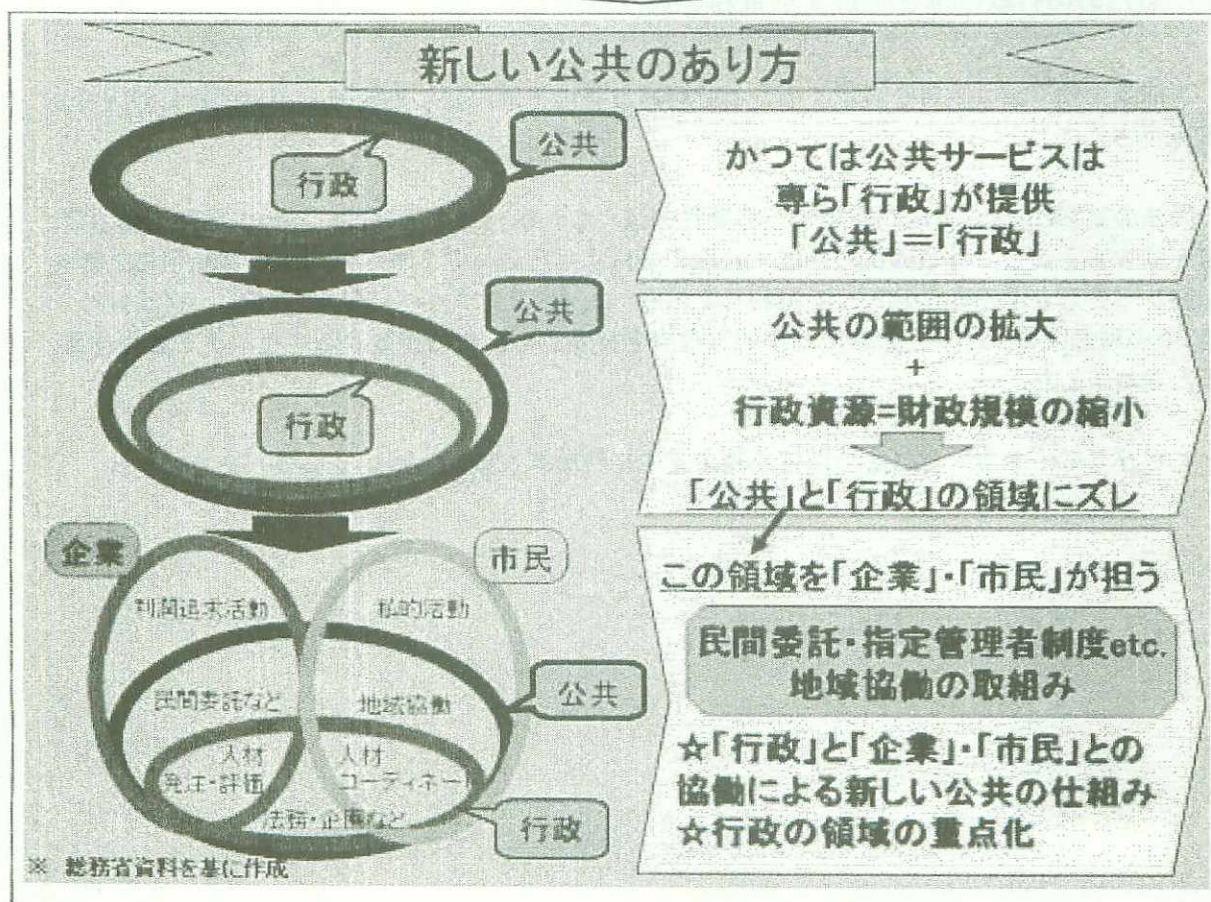 新しい公共のあり方
公共
行政
かつては公共サービスは
専ら「行政」が提供
「公共」＝「行政」
公共
行政
公共の範囲の拡大
+
行政資源=財政規模の縮小
「公共」と「行政」の領域にズレ
企業
市民
利潤追求活動
私的活動
民間委託など
地域協働
公共
人材
発注・評価
人材
コーディネート
法務・企画など
行政
この領域を「企業」・「市民」が担う
民間委託・指定管理者制度etc.
地域協働の取組み
☆「行政」と「企業」・「市民」との
協働による新しい公共の仕組み
☆行政の領域の重点化
※ 総務省資料を基に作成